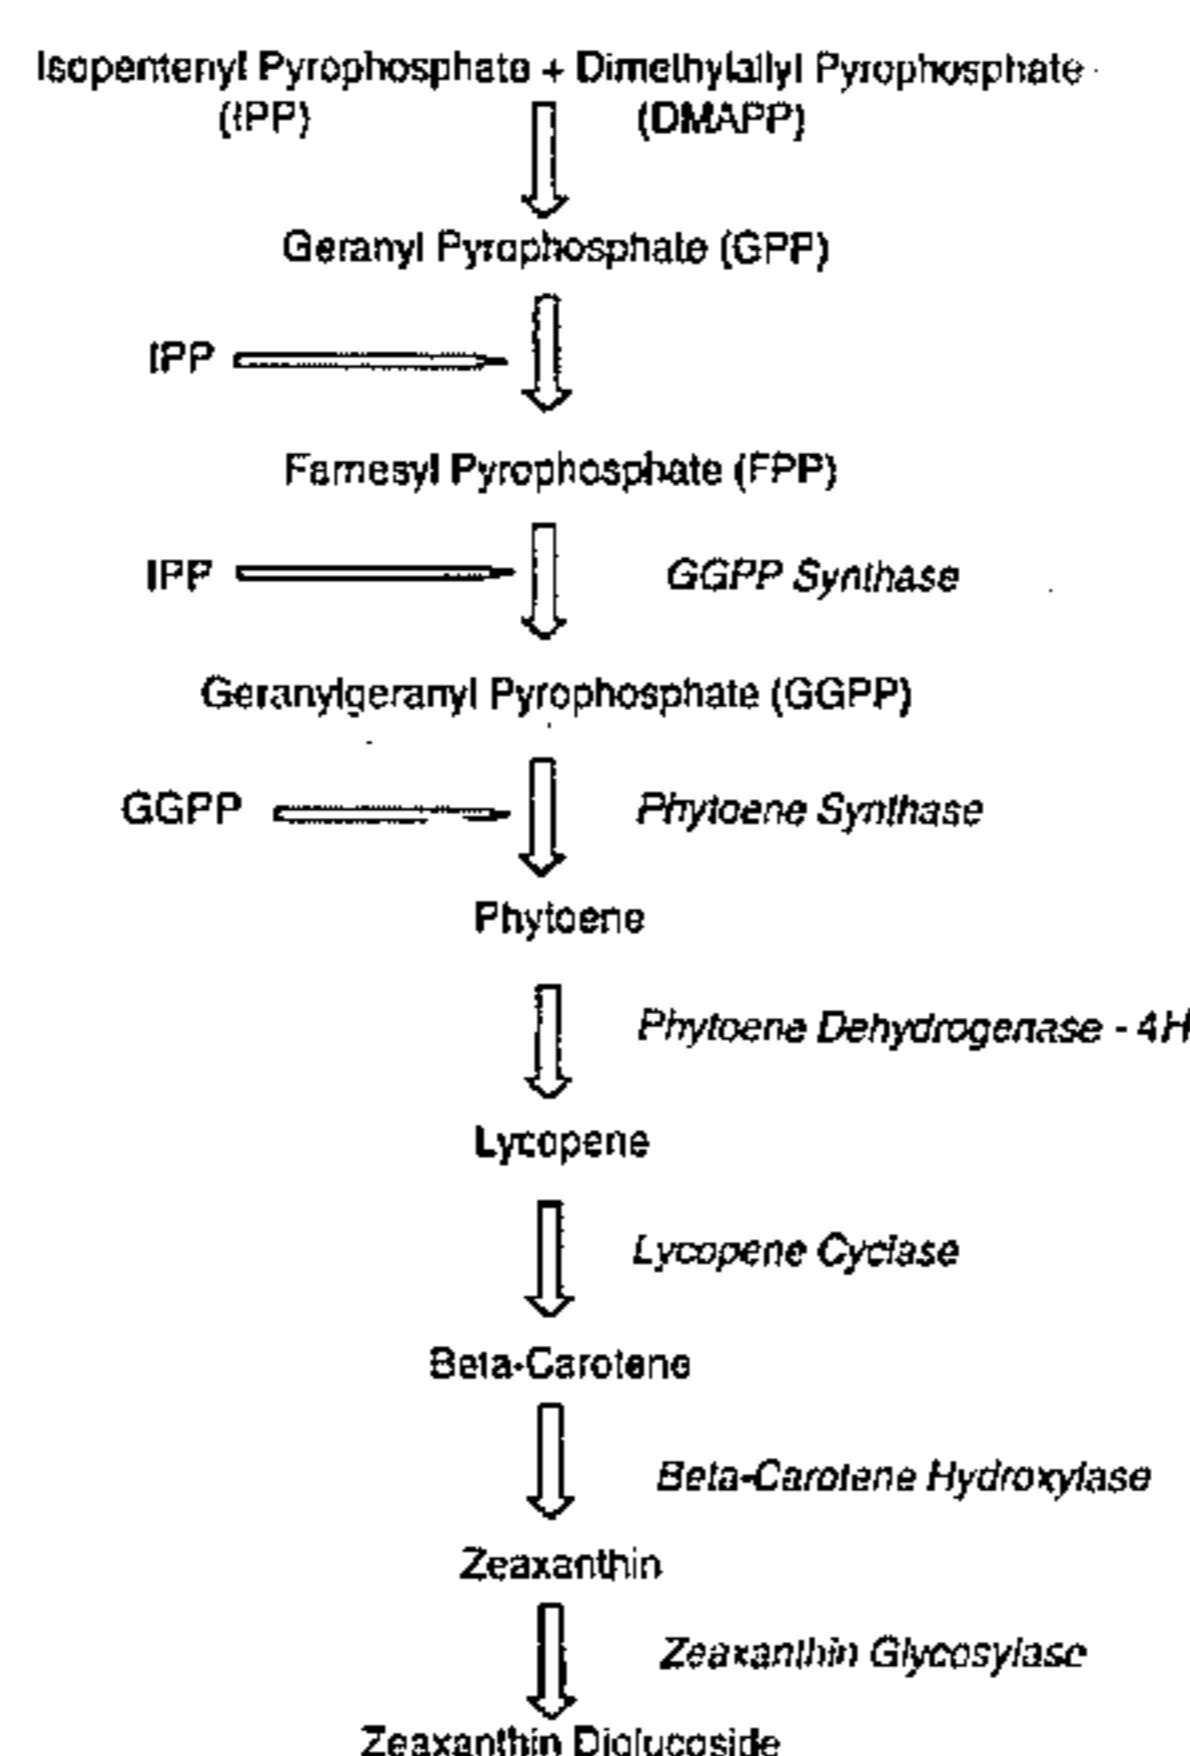 Isopentenyl Pyrophosphate + Dimethylallyl Pyrophosphate
(IPP) (DMAPP)
Geranyl Pyrophosphate (GPP)
IPP
Farnesyl Pyrophosphate (FPP)
IPP GGPP Synthase
Geranylgeranyl Pyrophosphate (GGPP)
GGPP Phytoene Synthase
Phytoene
Phytoene Dehydrogenase - 4H
Lycopene
Lycopene Cyclase
Beta-Carotene
Beta-Carotene Hydroxylase
Zeaxanthin
Zeaxanthin Glycosylase
Zeaxanthin Diglucoside